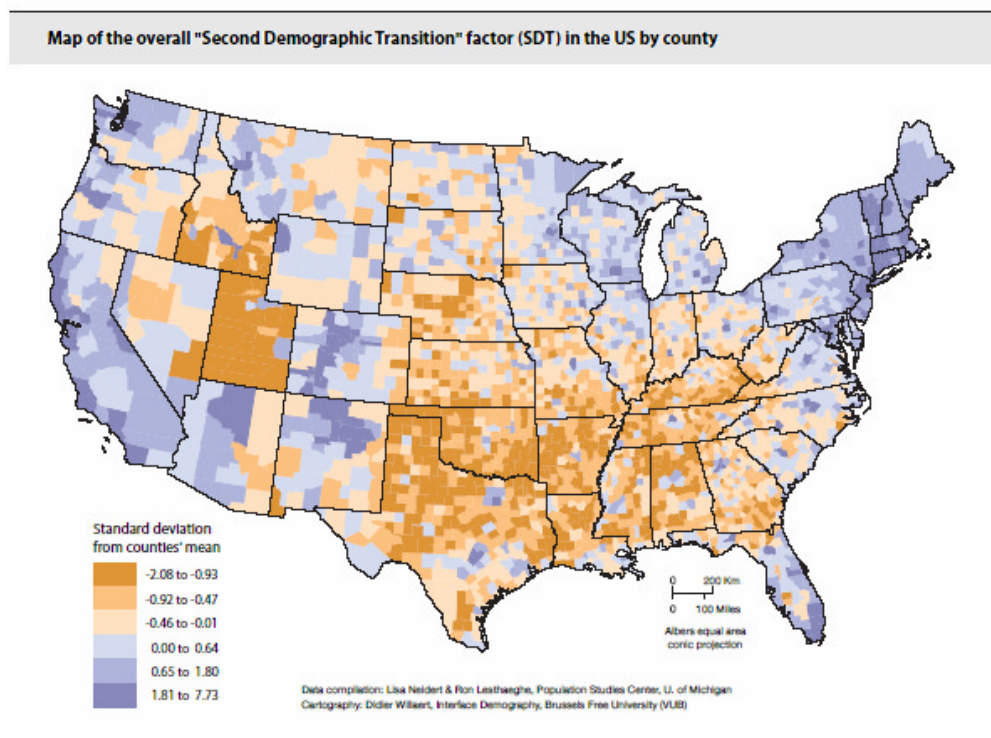 Map of the overall "Second Demographic Transition" factor (SDT) in the US by county
Standard deviation
from counties' mean
-2.08 to -0.93
-0.92 to -0.47
-0.46 to -0.01
0.00 to 0.64
0.65 to 1.80
1.81 to 7.73
0 200 Km
0 100 Miles
Albers equal area
conic projection
Data compilation: Lisa Neidert & Ron Lesthaeghe, Population Studies Center, U. of Michigan
Cartography: Didier Willaert, Interface Demography, Brussels Free University (VUB)